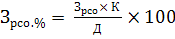 Зрсо.% = Зрсо × К / Д × 100